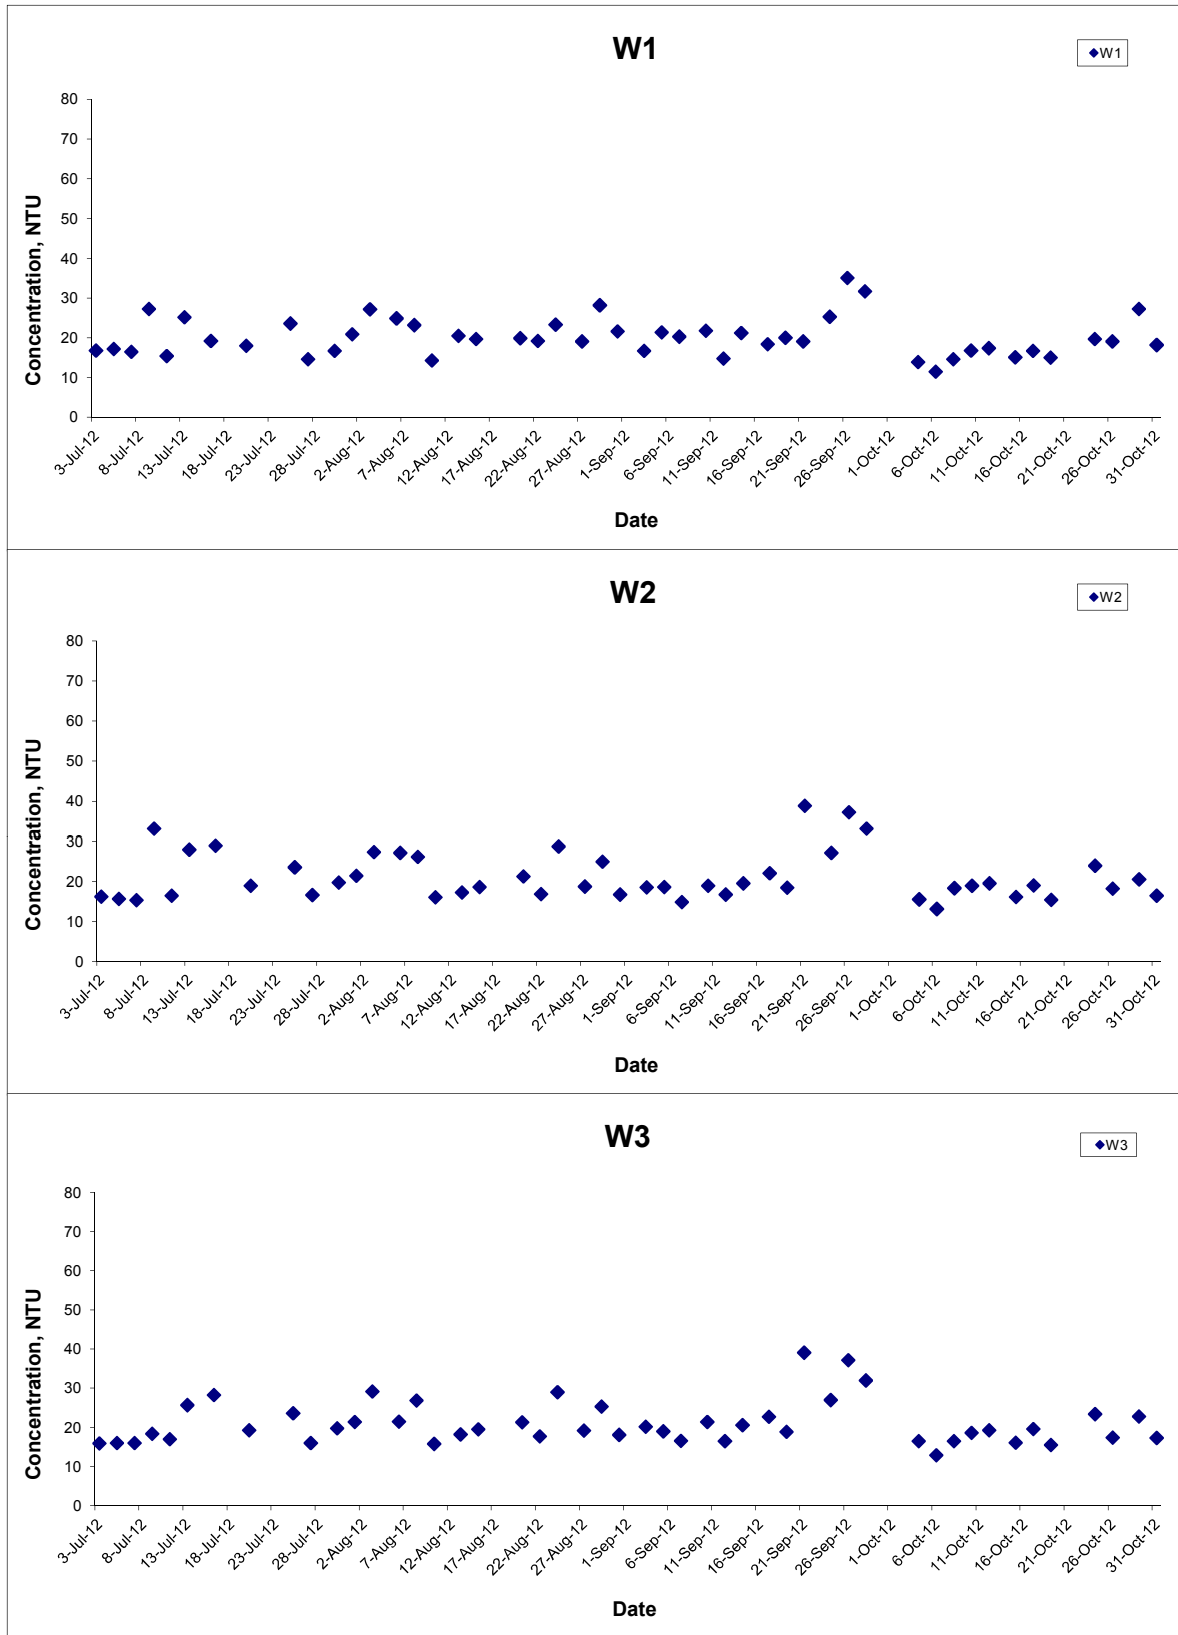 W1
W1
80
70
60
50
40
30
20
10
0
Concentration, NTU
3-Jul-12 8-Jul-12 13-Jul-12 18-Jul-12 23-Jul-12 28-Jul-12 2-Aug-12 7-Aug-12 12-Aug-12 17-Aug-12 22-Aug-12 27-Aug-12 1-Sep-12 6-Sep-12 11-Sep-12 16-Sep-12 21-Sep-12 26-Sep-12 1-Oct-12 6-Oct-12 11-Oct-12 16-Oct-12 21-Oct-12 26-Oct-12 31-Oct-12
Date
W2
W2
80
70
60
50
40
30
20
10
0
Concentration, NTU
3-Jul-12 8-Jul-12 13-Jul-12 18-Jul-12 23-Jul-12 28-Jul-12 2-Aug-12 7-Aug-12 12-Aug-12 17-Aug-12 22-Aug-12 27-Aug-12 1-Sep-12 6-Sep-12 11-Sep-12 16-Sep-12 21-Sep-12 26-Sep-12 1-Oct-12 6-Oct-12 11-Oct-12 16-Oct-12 21-Oct-12 26-Oct-12 31-Oct-12
Date
W3
W3
80
70
60
50
40
30
20
10
0
Concentration, NTU
3-Jul-12 8-Jul-12 13-Jul-12 18-Jul-12 23-Jul-12 28-Jul-12 2-Aug-12 7-Aug-12 12-Aug-12 17-Aug-12 22-Aug-12 27-Aug-12 1-Sep-12 6-Sep-12 11-Sep-12 16-Sep-12 21-Sep-12 26-Sep-12 1-Oct-12 6-Oct-12 11-Oct-12 16-Oct-12 21-Oct-12 26-Oct-12 31-Oct-12
Date